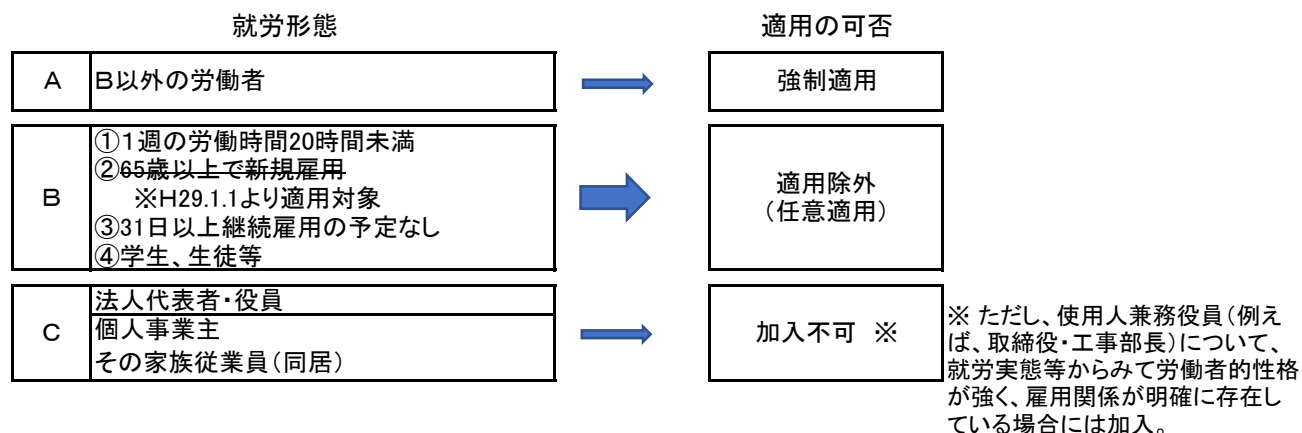 就労形態
適用の可否
A
B以外の労働者
強制適用
B
①1週の労働時間20時間未満
②65歳以上で新規雇用
※H29.1.1より適用対象
③31日以上継続雇用の予定なし
④学生、生徒等
適用除外
（任意適用）
C
法人代表者・役員
個人事業主
その家族従業員（同居）
加入不可　※
※ ただし、使用人兼務役員（例え
ば、取締役・工事部長）について、
就労実態等からみて労働者的性格
が強く、雇用関係が明確に存在し
ている場合には加入。